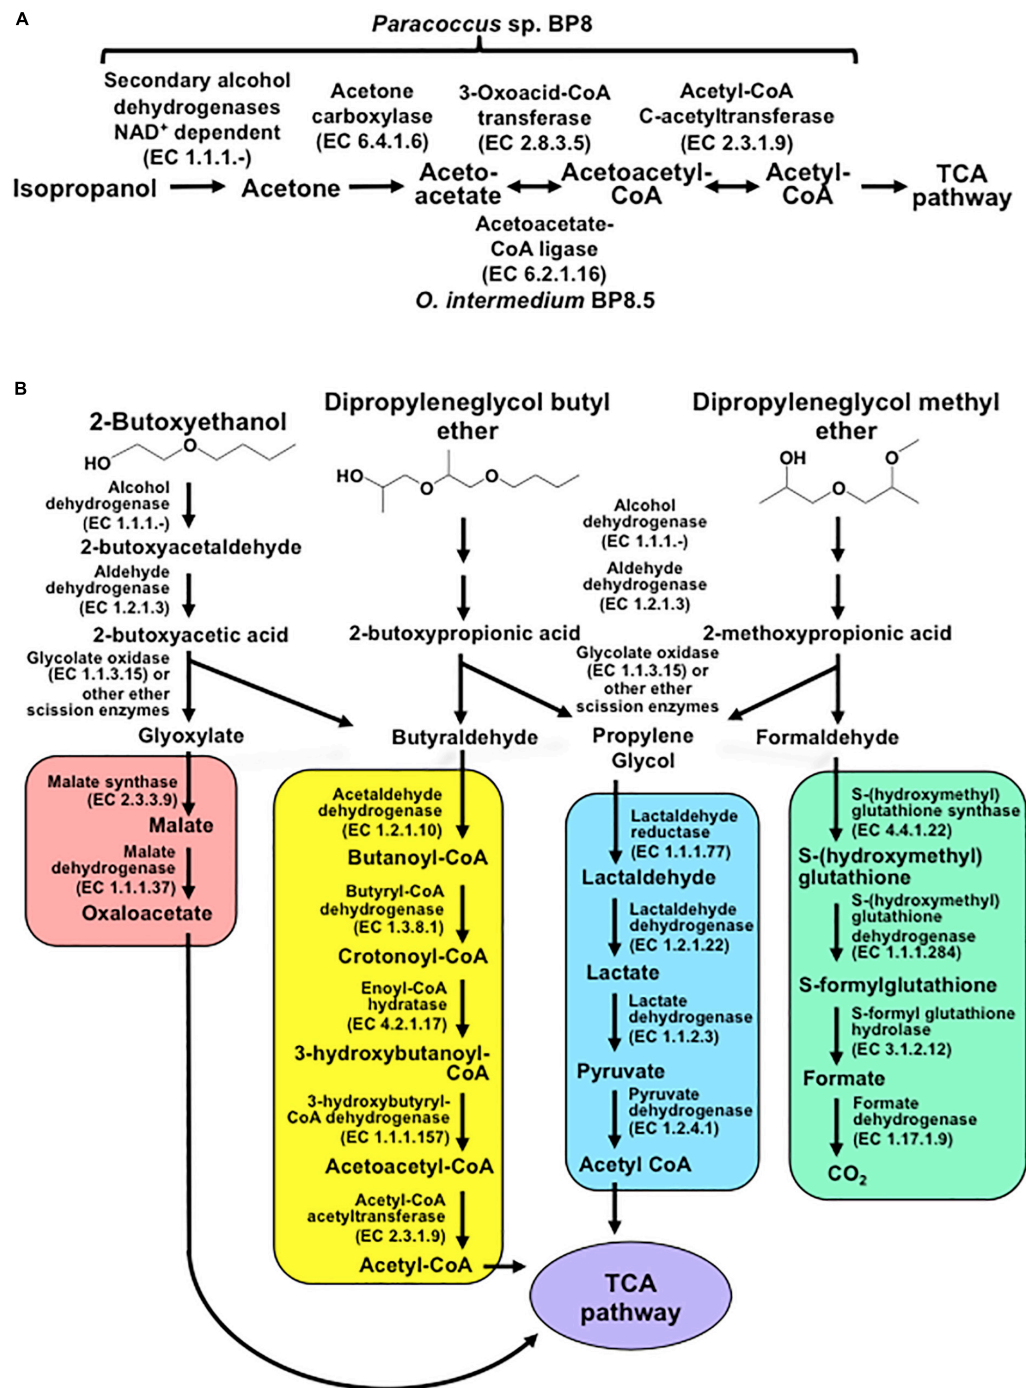 A
Paracoccus sp. BP8
Secondary alcohol
dehydrogenases
NAD+ dependent
(EC 1.1.1.-)
Acetone
carboxylase
(EC 6.4.1.6)
3-Oxoacid-CoA
transferase
(EC 2.8.3.5)
Acetyl-CoA
C-acetyltransferase
(EC 2.3.1.9)
Isopropanol
Acetone
Aceto-
acetate
Acetoacetyl-
CoA
Acetyl-
CoA
TCA
pathway
Acetoacetate-
CoA ligase
(EC 6.2.1.16)
O. intermedium BP8.5
B
2-Butoxyethanol
HO
O
Alcohol
dehydrogenase
(EC 1.1.1.-)
2-butoxyacetaldehyde
Aldehyde
dehydrogenase
(EC 1.2.1.3)
2-butoxyacetic acid
Glycolate oxidase
(EC 1.1.3.15) or
other ether
scission enzymes
Glyoxylate
Malate synthase
(EC 2.3.3.9)
Malate
Malate
dehydrogenase
(EC 1.1.1.37)
Oxaloacetate
Dipropyleneglycol butyl
ether
HO
O
O
2-butoxypropionic acid
Butyraldehyde
Acetaldehyde
dehydrogenase
(EC 1.2.1.10)
Butanoyl-CoA
Butyryl-CoA
dehydrogenase
(EC 1.3.8.1)
Crotonoyl-CoA
Enoyl-CoA
hydratase
(EC 4.2.1.17)
3-hydroxybutanoyl-
CoA
3-hydroxybutyryl-
CoA dehydrogenase
(EC 1.1.1.157)
Acetoacetyl-CoA
Acetyl-CoA
acetyltransferase
(EC 2.3.1.9)
Acetyl-CoA
Alcohol
dehydrogenase
(EC 1.1.1.-)
Aldehyde
dehydrogenase
(EC 1.2.1.3)
Glycolate oxidase
(EC 1.1.3.15) or
other ether
scission enzymes
Propylene
Glycol
Lactaldehyde
reductase
(EC 1.1.1.77)
Lactaldehyde
Lactaldehyde
dehydrogenase
(EC 1.2.1.22)
Lactate
Lactate
dehydrogenase
(EC 1.1.2.3)
Pyruvate
Pyruvate
dehydrogenase
(EC 1.2.4.1)
Acetyl CoA
Dipropyleneglycol methyl
ether
OH
O
O
2-methoxypropionic acid
Formaldehyde
S-(hydroxymethyl)
glutathione synthase
(EC 4.4.1.22)
S-(hydroxymethyl)
glutathione
S-(hydroxymethyl)
glutathione
dehydrogenase
(EC 1.1.1.284)
S-formylglutathione
S-formyl glutathione
hydrolase
(EC 3.1.2.12)
Formate
Formate
dehydrogenase
(EC 1.17.1.9)
CO2
TCA
pathway